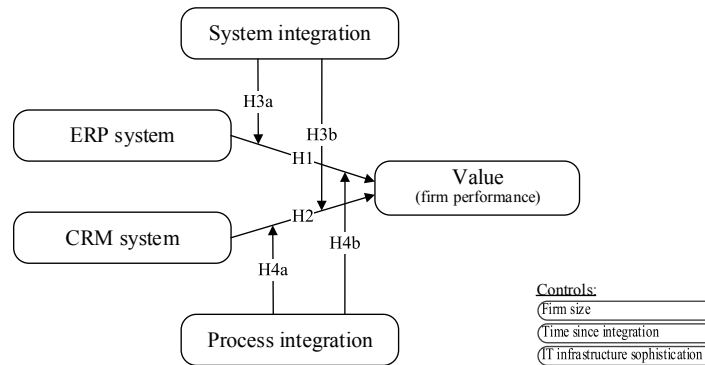 System integration
H3a
H3b
ERP system
H1
Value
(firm performance)
H2
CRM system
H4b
H4a
Process integration
Controls:
Firm size
Time since integration
IT infrastructure sophistication